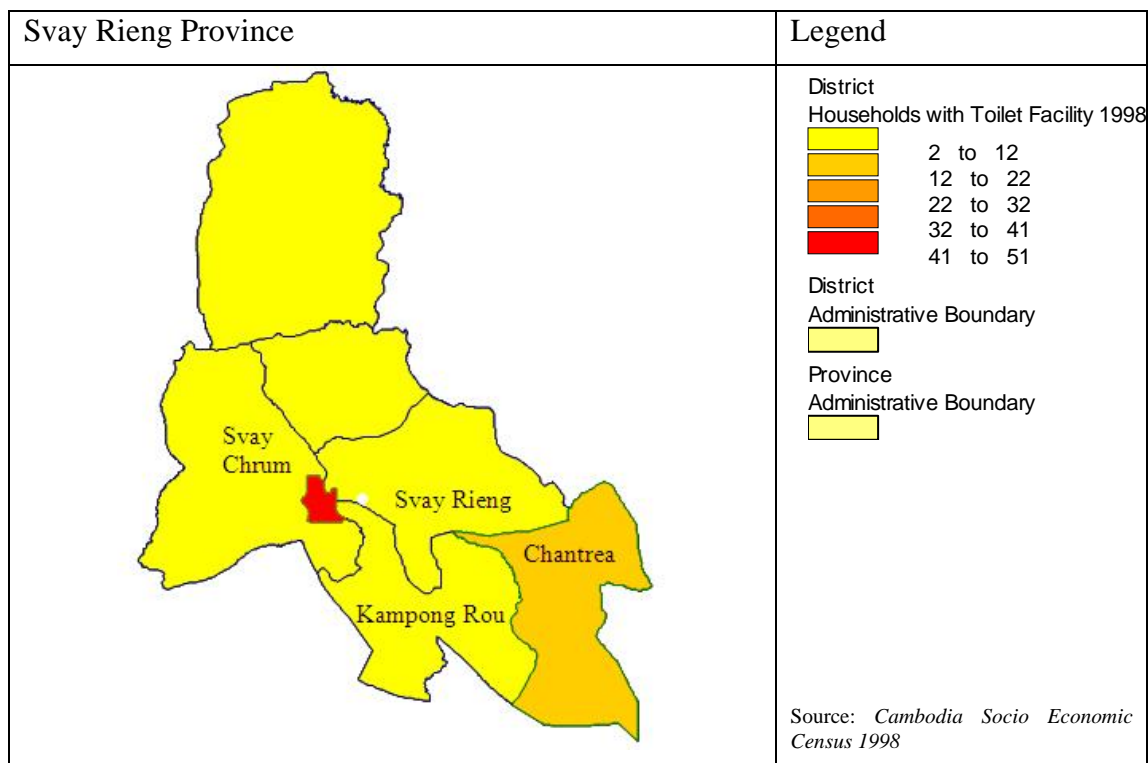 Svay Rieng Province
Legend
District
Households with Toilet Facility 1998
2 to 12
12 to 22
22 to 32
32 to 41
41 to 51
District
Administrative Boundary
Province
Administrative Boundary
Svay
Chrum
Svay Rieng
Chantrea
Kampong Rou
Source: Cambodia Socio Economic
Census 1998